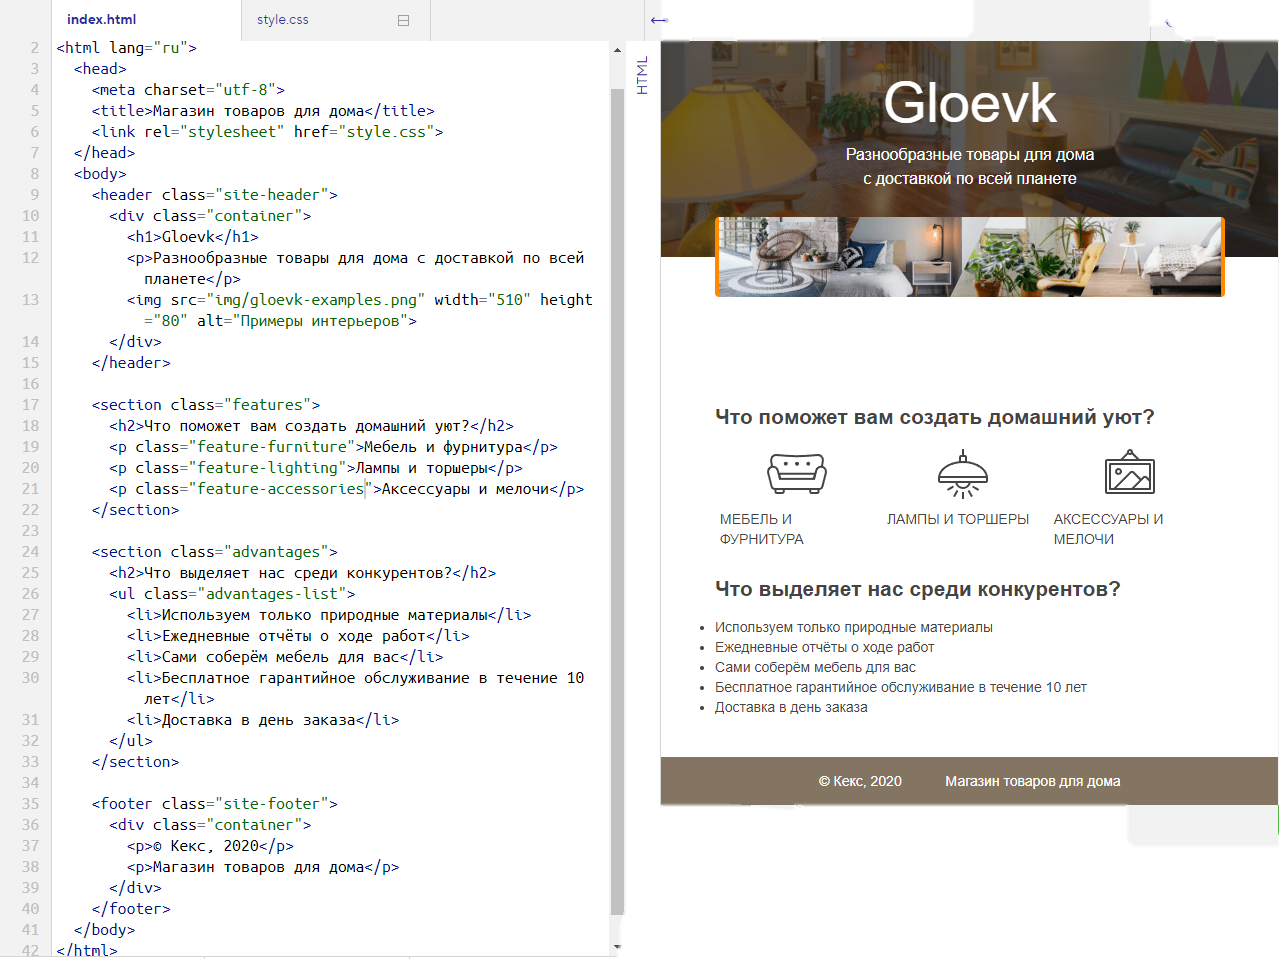 index.html
style.css
2 <html lang="ru">
3 <head>
4 <meta charset="utf-8">
5 <title>Магазин товаров для дома</title>
6 <link rel="stylesheet" href="style.css">
7 </head>
8 <body>
9 <header class="site-header">
10 <div class="container">
11 <h1>Gloevk</h1>
12 <p>Разнообразные товары для дома с доставкой по всей
планете</p>
13 <img src="img/gloevk-examples.png" width="510" height
="80" alt="Примеры интерьеров">
14 </div>
15 </header>
16
17 <section class="features">
18 <h2>Что поможет вам создать домашний уют?</h2>
19 <p class="feature-furniture">Мебель и фурнитура</p>
20 <p class="feature-lighting">Лампы и торшеры</p>
21 <p class="feature-accessories">Аксессуары и мелочи</p>
22 </section>
23
24 <section class="advantages">
25 <h2>Что выделяет нас среди конкурентов?</h2>
26 <ul class="advantages-list">
27 <li>Используем только природные материалы</li>
28 <li>Ежедневные отчёты о ходе работ</li>
29 <li>Сами соберём мебель для вас</li>
30 <li>Бесплатное гарантийное обслуживание в течение 10
лет</li>
31 <li>Доставка в день заказа</li>
32 </ul>
33 </section>
34
35 <footer class="site-footer">
36 <div class="container">
37 <p>© Кекс, 2020</p>
38 <p>Магазин товаров для дома</p>
39 </div>
40 </footer>
41 </body>
42 </html>
HTML
Gloevk
Разнообразные товары для дома
с доставкой по всей планете
Что поможет вам создать домашний уют?
МЕБЕЛЬ И
ФУРНИТУРА
ЛАМПЫ И ТОРШЕРЫ
АКСЕССУАРЫ И
МЕЛОЧИ
Что выделяет нас среди конкурентов?
• Используем только природные материалы
• Ежедневные отчёты о ходе работ
• Сами соберём мебель для вас
• Бесплатное гарантийное обслуживание в течение 10 лет
• Доставка в день заказа
© Кекс, 2020 Магазин товаров для дома